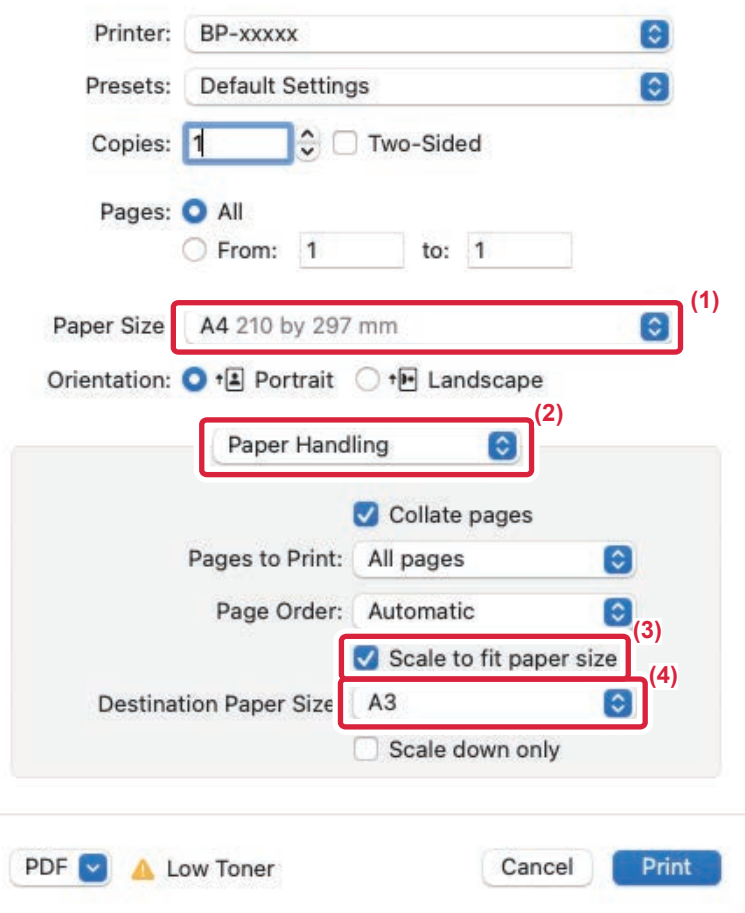 Printer: BP-xxxxx
Presets: Default Settings
Copies: 1 Two-Sided
Pages: All
From: 1 to: 1
(1)
Paper Size A4 210 by 297 mm
Orientation: Portrait Landscape
(2)
Paper Handling
Collate pages
Pages to Print: All pages
Page Order: Automatic
(3)
Scale to fit paper size
(4)
Destination Paper Size A3
Scale down only
PDF Low Toner Cancel Print